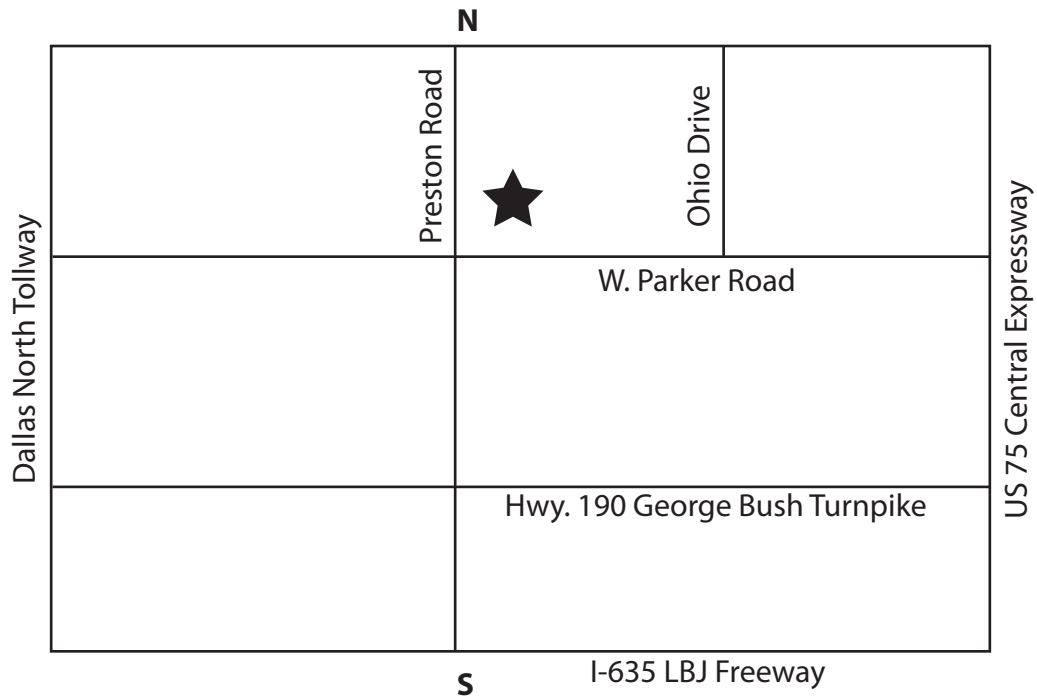 N
Preston Road
Ohio Drive
Dallas North Tollway
W. Parker Road
US 75 Central Expressway
Hwy. 190 George Bush Turnpike
I-635 LBJ Freeway
S